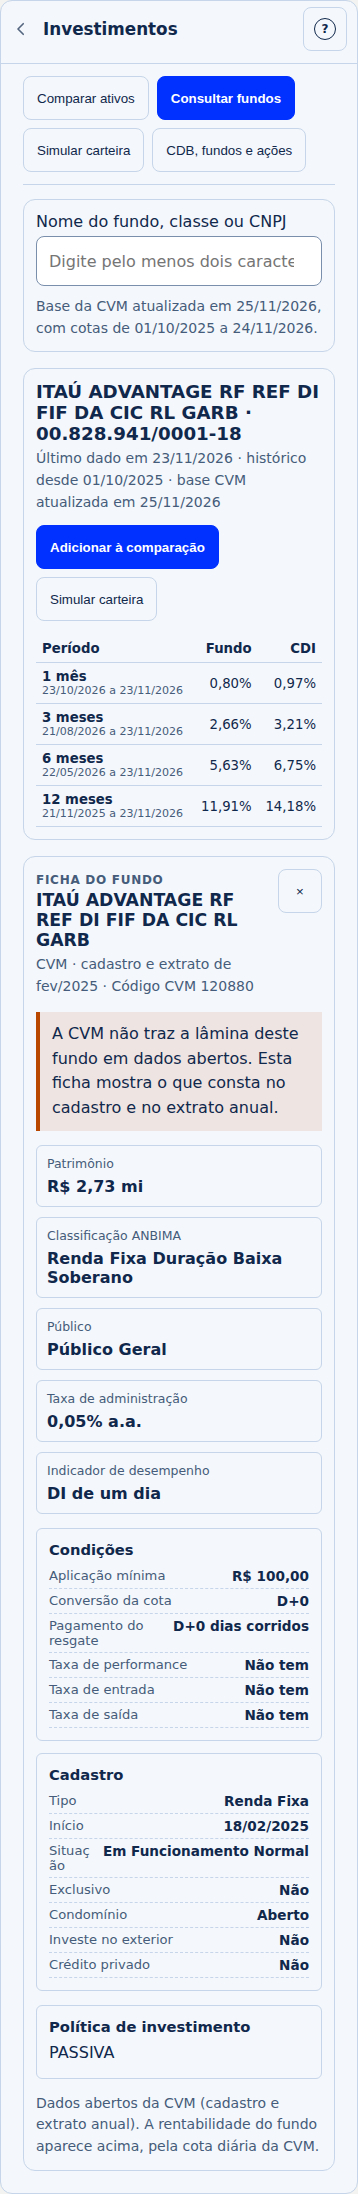 Investimentos
?
Comparar ativos
Consultar fundos
Simular carteira
CDB, fundos e ações
Nome do fundo, classe ou CNPJ
Digite pelo menos dois caracte
Base da CVM atualizada em 25/11/2026,
com cotas de 01/10/2025 a 24/11/2026.
ITAÚ ADVANTAGE RF REF DI
FIF DA CIC RL GARB ·
00.828.941/0001-18
Último dado em 23/11/2026 · histórico
desde 01/10/2025 · base CVM
atualizada em 25/11/2026
Adicionar à comparação
Simular carteira
Período Fundo CDI
1 mês
23/10/2026 a 23/11/2026 0,80% 0,97%
3 meses
21/08/2026 a 23/11/2026 2,66% 3,21%
6 meses
22/05/2026 a 23/11/2026 5,63% 6,75%
12 meses
21/11/2025 a 23/11/2026 11,91% 14,18%
FICHA DO FUNDO
ITAÚ ADVANTAGE RF
REF DI FIF DA CIC RL
GARB
×
CVM · cadastro e extrato de
fev/2025 · Código CVM 120880
A CVM não traz a lâmina deste
fundo em dados abertos. Esta
ficha mostra o que consta no
cadastro e no extrato anual.
Patrimônio
R$ 2,73 mi
Classificação ANBIMA
Renda Fixa Duração Baixa
Soberano
Público
Público Geral
Taxa de administração
0,05% a.a.
Indicador de desempenho
DI de um dia
Condições
Aplicação mínima R$ 100,00
Conversão da cota D+0
Pagamento do D+0 dias corridos
resgate
Taxa de performance Não tem
Taxa de entrada Não tem
Taxa de saída Não tem
Cadastro
Tipo Renda Fixa
Início 18/02/2025
Situaç Em Funcionamento Normal
ão
Exclusivo Não
Condomínio Aberto
Investe no exterior Não
Crédito privado Não
Política de investimento
PASSIVA
Dados abertos da CVM (cadastro e
extrato anual). A rentabilidade do fundo
aparece acima, pela cota diária da CVM.